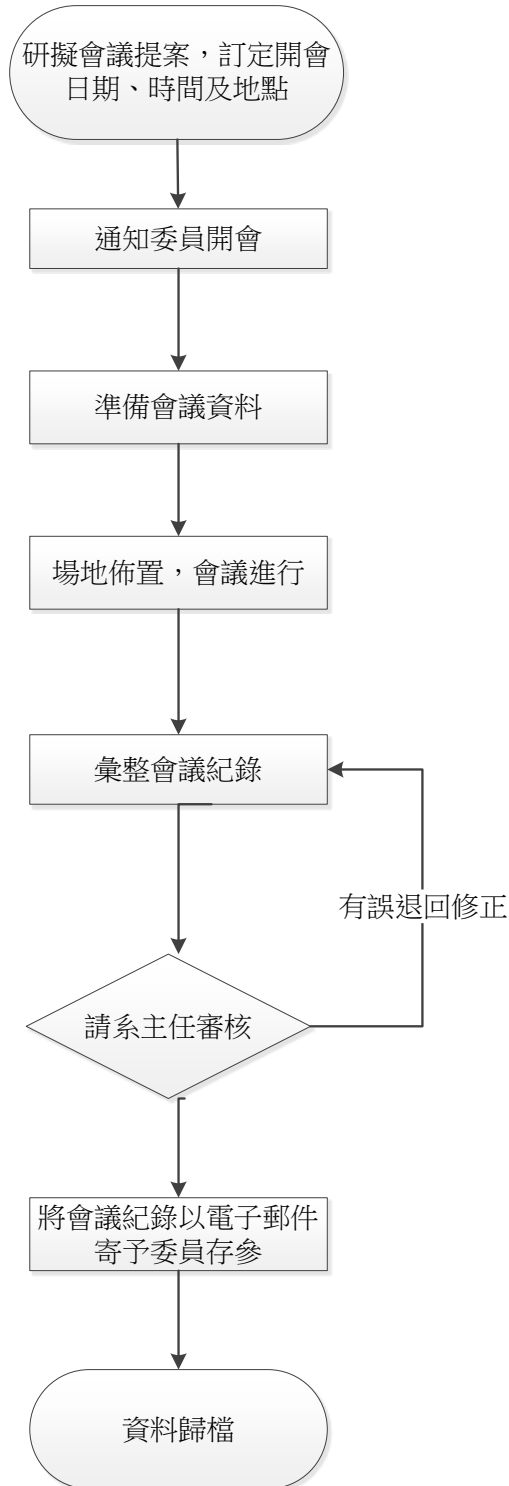 研擬會議提案，訂定開會
日期、時間及地點
通知委員開會
準備會議資料
場地佈置，會議進行
彙整會議紀錄
有誤退回修正
請系主任審核
將會議紀錄以電子郵件
寄予委員存參
資料歸檔